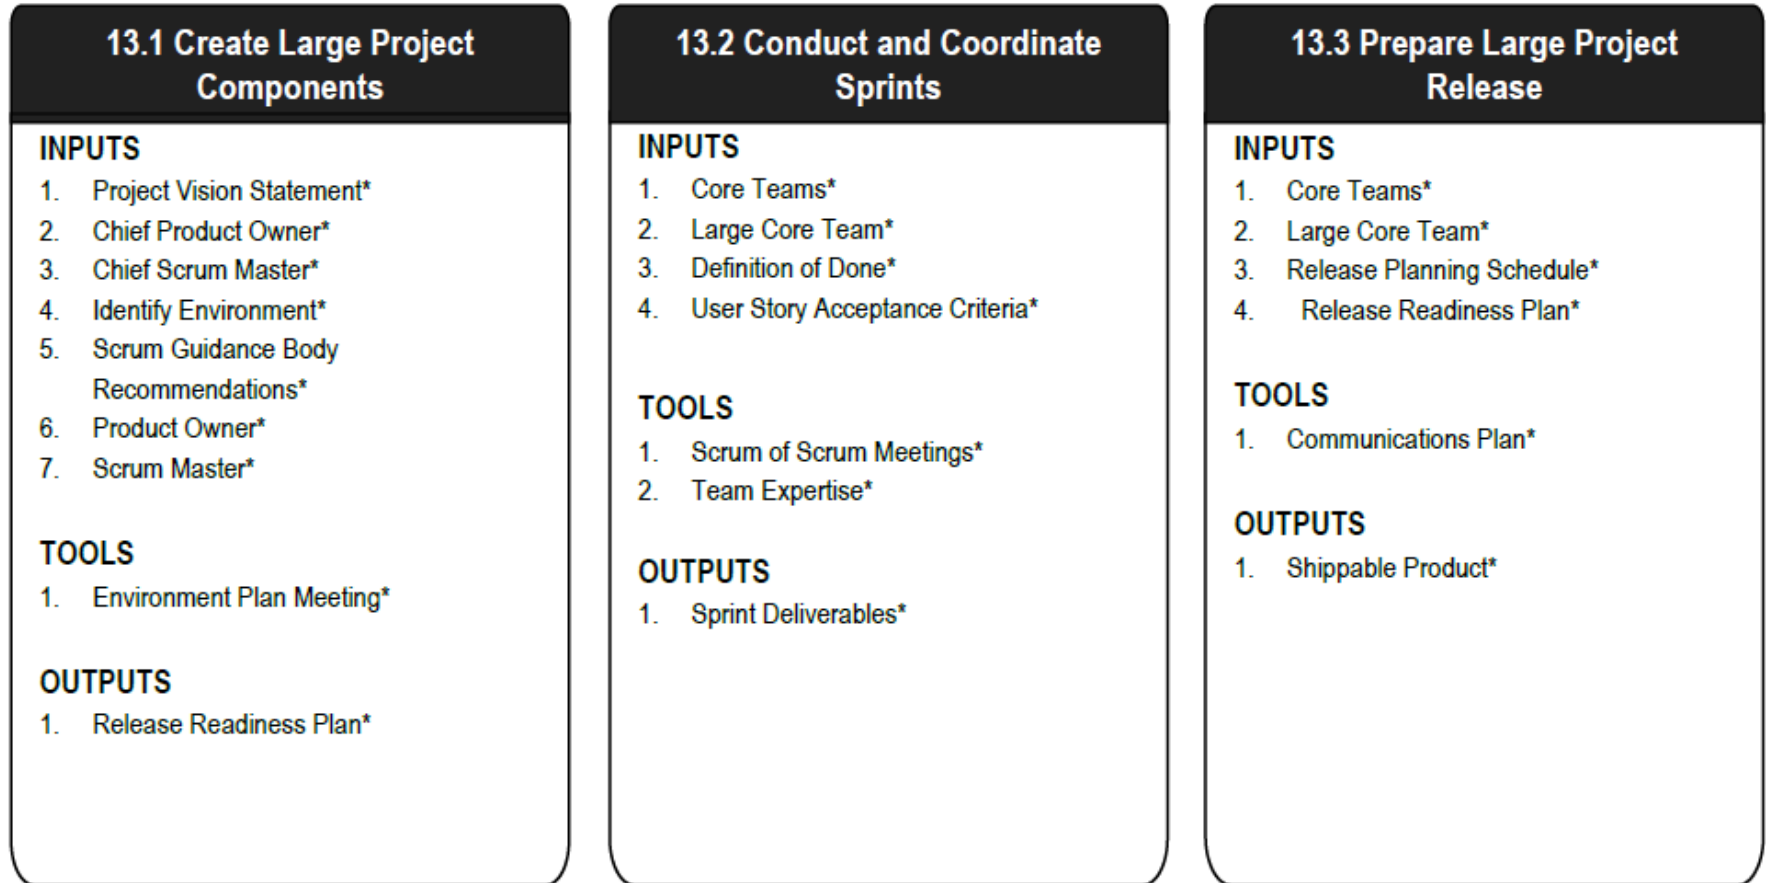 13.1 Create Large Project
Components
INPUTS
1. Project Vision Statement*
2. Chief Product Owner*
3. Chief Scrum Master*
4. Identify Environment*
5. Scrum Guidance Body
Recommendations*
6. Product Owner*
7. Scrum Master*
TOOLS
1. Environment Plan Meeting*
OUTPUTS
1. Release Readiness Plan*
13.2 Conduct and Coordinate
Sprints
INPUTS
1. Core Teams*
2. Large Core Team*
3. Definition of Done*
4. User Story Acceptance Criteria*
TOOLS
1. Scrum of Scrum Meetings*
2. Team Expertise*
OUTPUTS
1. Sprint Deliverables*
13.3 Prepare Large Project
Release
INPUTS
1. Core Teams*
2. Large Core Team*
3. Release Planning Schedule*
4. Release Readiness Plan*
TOOLS
1. Communications Plan*
OUTPUTS
1. Shippable Product*